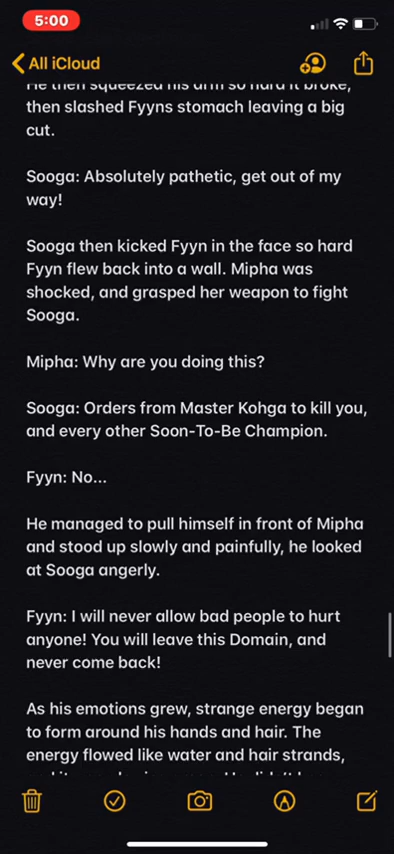 5:00
All iCloud
He then squeezed his arm so hard it broke,
then slashed Fyyns stomach leaving a big
cut.
Sooga: Absolutely pathetic, get out of my
way!
Sooga then kicked Fyyn in the face so hard
Fyyn flew back into a wall. Mipha was
shocked, and grasped her weapon to fight
Sooga.
Mipha: Why are you doing this?
Sooga: Orders from Master Kohga to kill you,
and every other Soon-To-Be Champion.
Fyyn: No...
He managed to pull himself in front of Mipha
and stood up slowly and painfully, he looked
at Sooga angerly.
Fyyn: I will never allow bad people to hurt
anyone! You will leave this Domain, and
never come back!
As his emotions grew, strange energy began
to form around his hands and hair. The
energy flowed like water and hair strands,